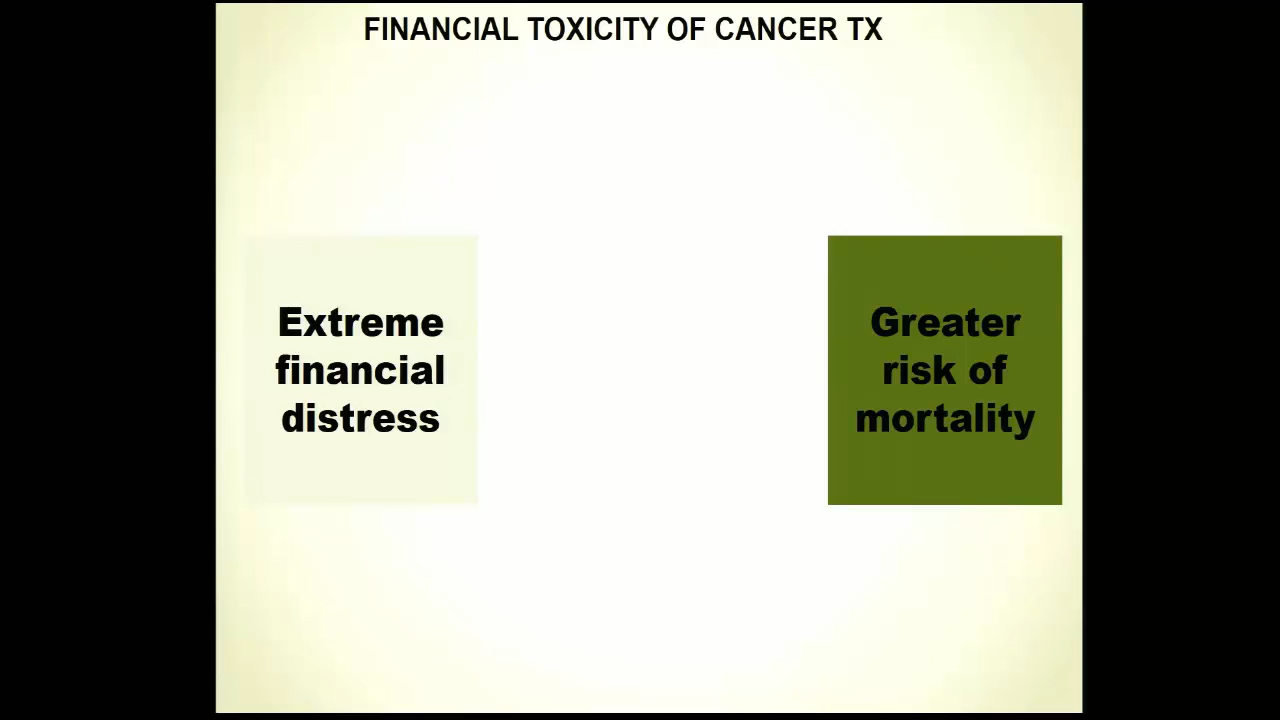 FINANCIAL TOXICITY OF CANCER TX
Extreme
financial
distress
Greater
risk of
mortality